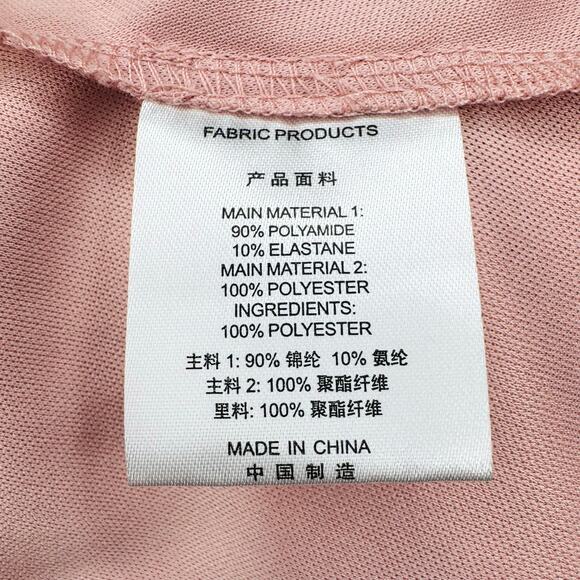 FABRIC PRODUCTS
产品面料
MAIN MATERIAL 1:
90% POLYAMIDE
10% ELASTANE
MAIN MATERIAL 2:
100% POLYESTER
INGREDIENTS:
100% POLYESTER
主料 1: 90% 锦纶 10% 氨纶
主料 2: 100% 聚酯纤维
里料: 100% 聚酯纤维
MADE IN CHINA
中国制造